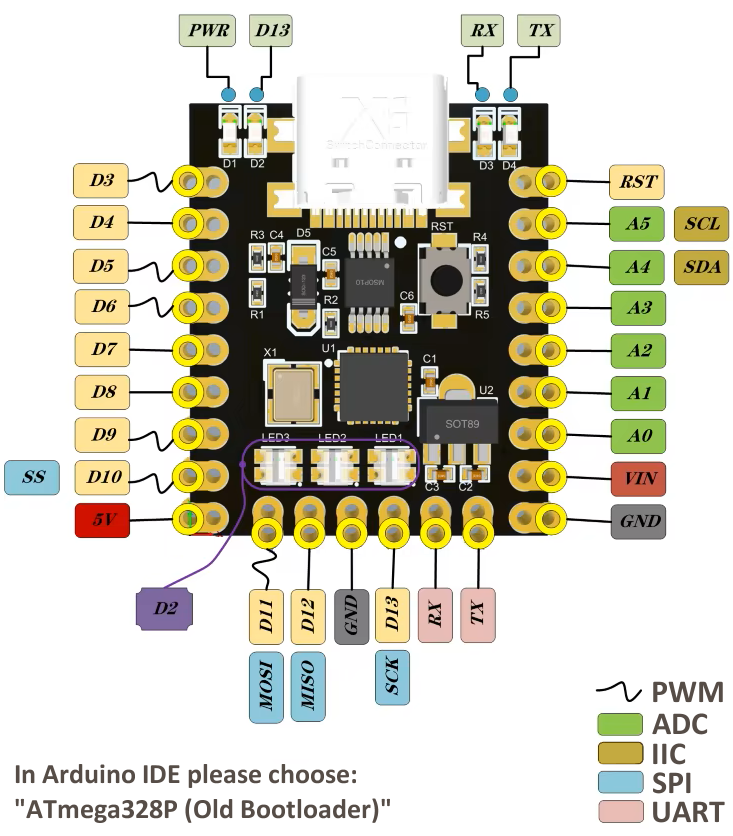 PWR D13 RX TX
D1 D2 D3 D4
SwitchConnector
D3 RST
D4 A5 SCL
D5 A4 SDA
D6 A3
D7 A2
D8 A1
D9 A0
SS D10 VIN
5V GND
R3 C4 D5 RST R4
C5
MSOP10
R1 R2 C6 R5
X1 U1 C1 U2
SOT89
LED3 LED2 LED1
C3 C2
D2
D11 D12 GND D13 RX TX
MOSI MISO SCK
PWM
ADC
IIC
SPI
UART
In Arduino IDE please choose:
"ATmega328P (Old Bootloader)"